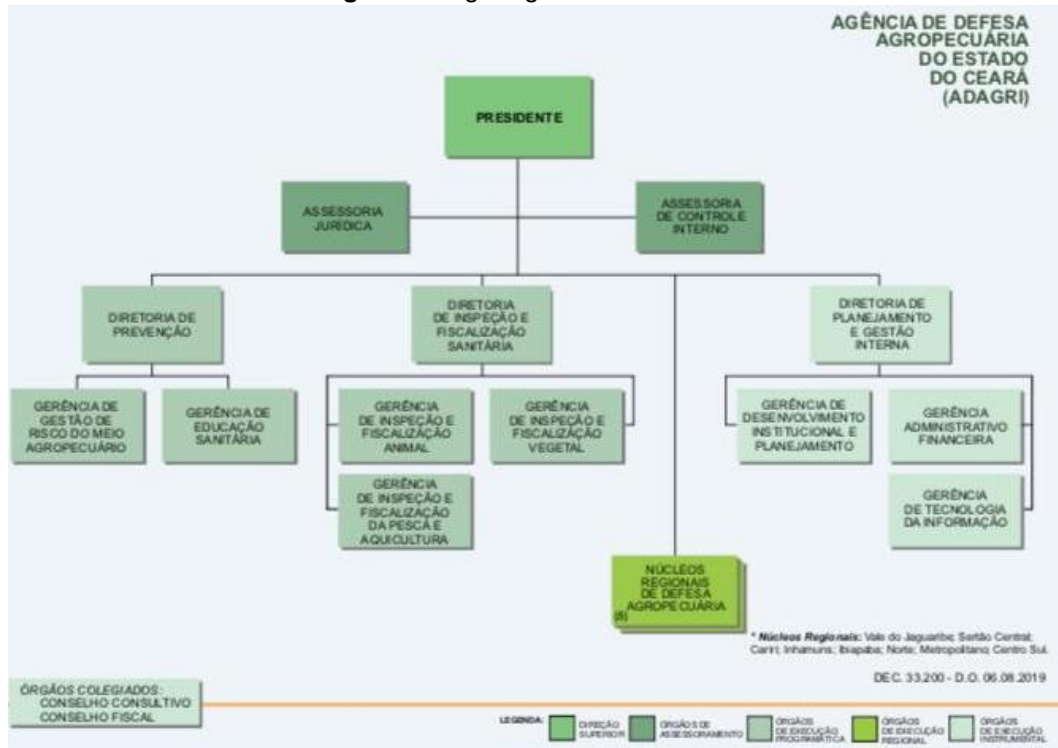 AGÊNCIA DE DEFESA
AGROPECUÁRIA
DO ESTADO
DO CEARÁ
(ADAGRI)
PRESIDENTE
ASSESSORIA
JURÍDICA
ASSESSORIA
DE CONTROLE
INTERNO
DIRETORIA DE
PREVENÇÃO
DIRETORIA
DE INSPEÇÃO E
FISCALIZAÇÃO
SANITÁRIA
DIRETORIA DE
PLANEJAMENTO
E GESTÃO
INTERNA
GERÊNCIA DE
GESTÃO DE
RISCO DO MEIO
AGROPECUÁRIO
GERÊNCIA DE
EDUCAÇÃO
SANITÁRIA
GERÊNCIA
DE INSPEÇÃO E
FISCALIZAÇÃO
ANIMAL
GERÊNCIA
DE INSPEÇÃO E
FISCALIZAÇÃO
VEGETAL
GERÊNCIA DE
DESENVOLVIMENTO
INSTITUCIONAL E
PLANEJAMENTO
GERÊNCIA
ADMINISTRATIVO
FINANCEIRA
GERÊNCIA
DE INSPEÇÃO E
FISCALIZAÇÃO
DA PESCA E
AQUICULTURA
GERÊNCIA
DE TECNOLOGIA
DA INFORMAÇÃO
NÚCLEOS
REGIONAIS
DE DEFESA
AGROPECUÁRIA
* Núcleos Regionais: Vale do Jaguaribe; Sertão Central;
Cariri; Inhamuns; Ibiapaba; Norte; Metropolitano; Centro Sul.
DEC. 33.200 - D.O. 06.08.2019
ÓRGÃOS COLEGIADOS:
CONSELHO CONSULTIVO
CONSELHO FISCAL
LEGENDA:
DIREÇÃO
SUPERIOR
ÓRGÃOS DE
ASSESSORAMENTO
ÓRGÃOS
DE EXECUÇÃO
PROGRAMÁTICA
ÓRGÃOS
DE EXECUÇÃO
REGIONAL
ÓRGÃOS
DE EXECUÇÃO
INSTRUMENTAL